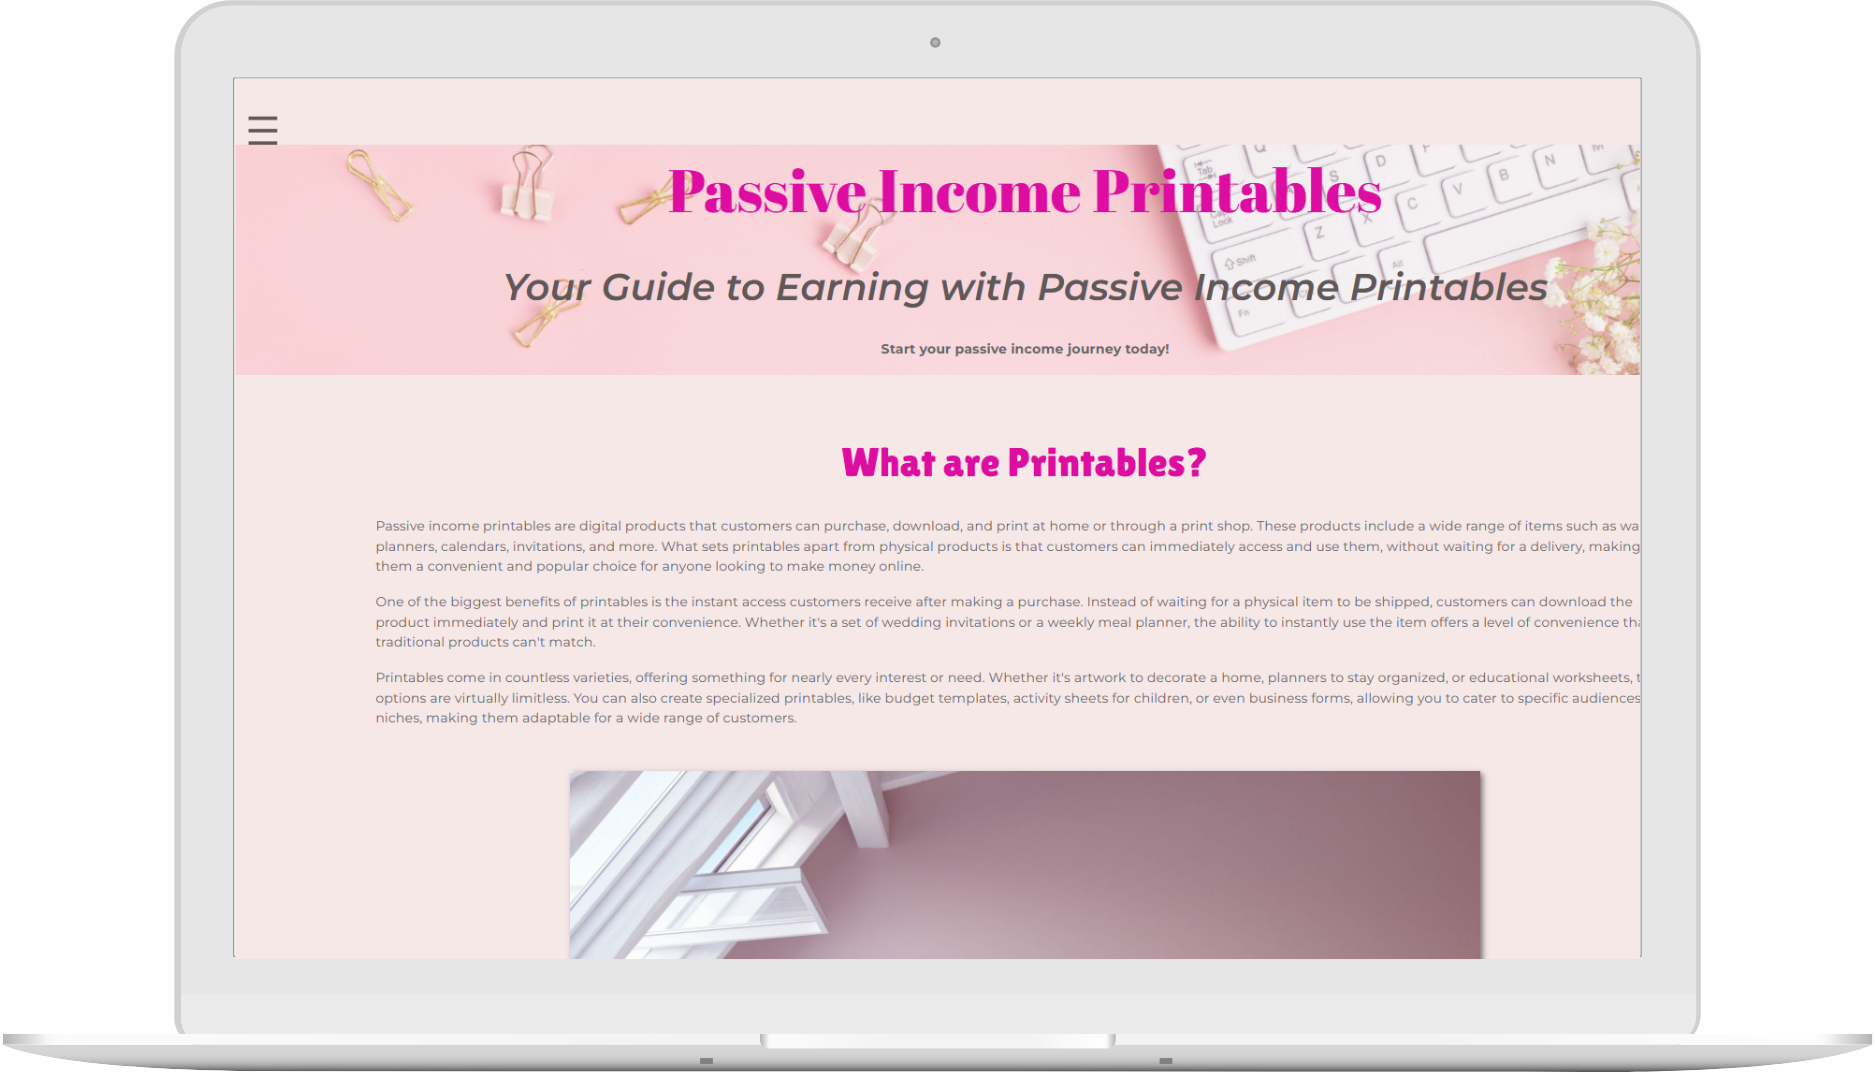 Passive Income Printables
Your Guide to Earning with Passive Income Printables
Start your passive income journey today!
What are Printables?
Passive income printables are digital products that customers can purchase, download, and print at home or through a print shop. These products include a wide range of items such as
planners, calendars, invitations, and more. What sets printables apart from physical products is that customers can immediately access and use them, without waiting for a delivery, making
them a convenient and popular choice for anyone looking to make money online.
One of the biggest benefits of printables is the instant access customers receive after making a purchase. Instead of waiting for a physical item to be shipped, customers can download the
product immediately and print it at their convenience. Whether it's a set of wedding invitations or a weekly meal planner, the ability to instantly use the item offers a level of convenience
traditional products can't match.
Printables come in countless varieties, offering something for nearly every interest or need. Whether it's artwork to decorate a home, planners to stay organized, or educational worksheets,
options are virtually limitless. You can also create specialized printables, like budget templates, activity sheets for children, or even business forms, allowing you to cater to specific audiences
niches, making them adaptable for a wide range of customers.